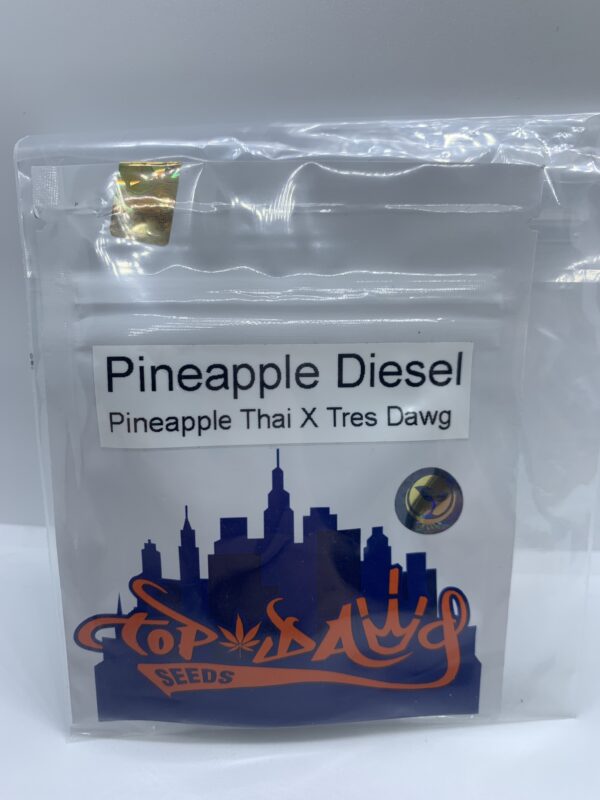 Pineapple Diesel
Pineapple Thai X Tres Dawg
TOP DAWG
SEEDS